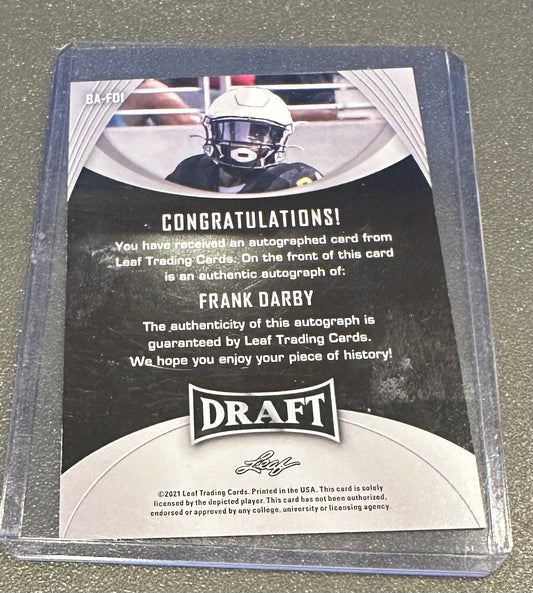 BA-FD1
CONGRATULATIONS!
You have received an autographed card from
Leaf Trading Cards. On the front of this card
is an authentic autograph of:
FRANK DARBY
The authenticity of this autograph is
guaranteed by Leaf Trading Cards.
We hope you enjoy your piece of history!
DRAFT
Leaf
©2021 Leaf Trading Cards. Printed in the USA. This card is solely
licensed by the depicted player. This card has not been authorized,
endorsed or approved by any college, university or licensing agency.